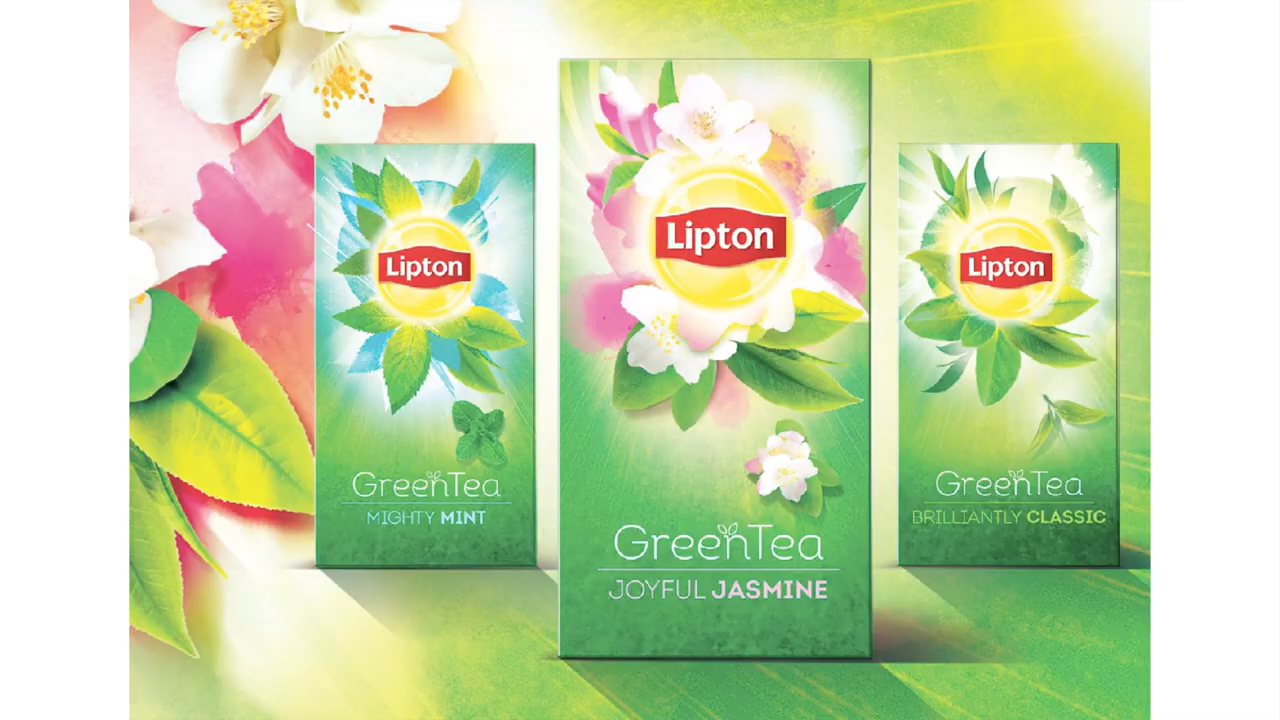 Lipton
GreenTea
MIGHTY MINT
Lipton
GreenTea
JOYFUL JASMINE
Lipton
GreenTea
BRILLIANTLY CLASSIC